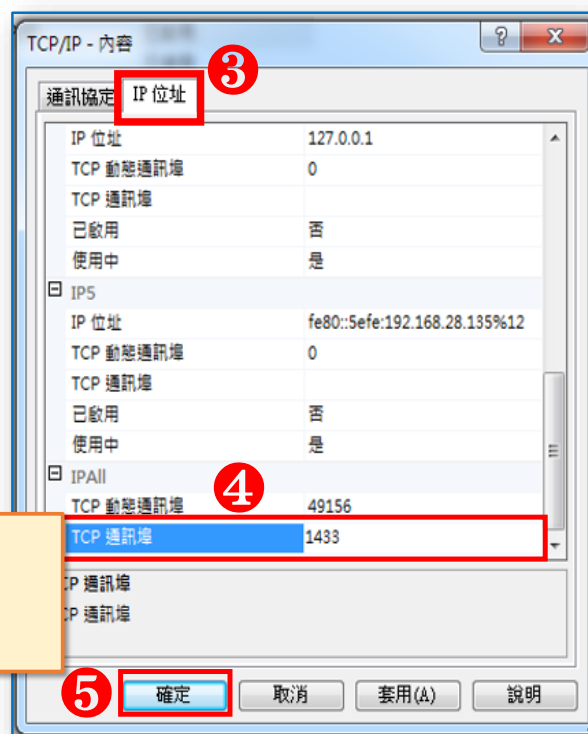 TCP/IP - 內容
3
通訊協定 IP 位址
IP 位址 127.0.0.1
TCP 動態通訊埠 0
TCP 通訊埠
已啟用 否
使用中 是
IP5
IP 位址 fe80::5efe:192.168.28.135%12
TCP 動態通訊埠 0
TCP 通訊埠
已啟用 否
使用中 是
IPAll
4
TCP 動態通訊埠 49156
TCP 通訊埠 1433
CP 通訊埠
CP 通訊埠
5
確定 取消 套用(A) 說明